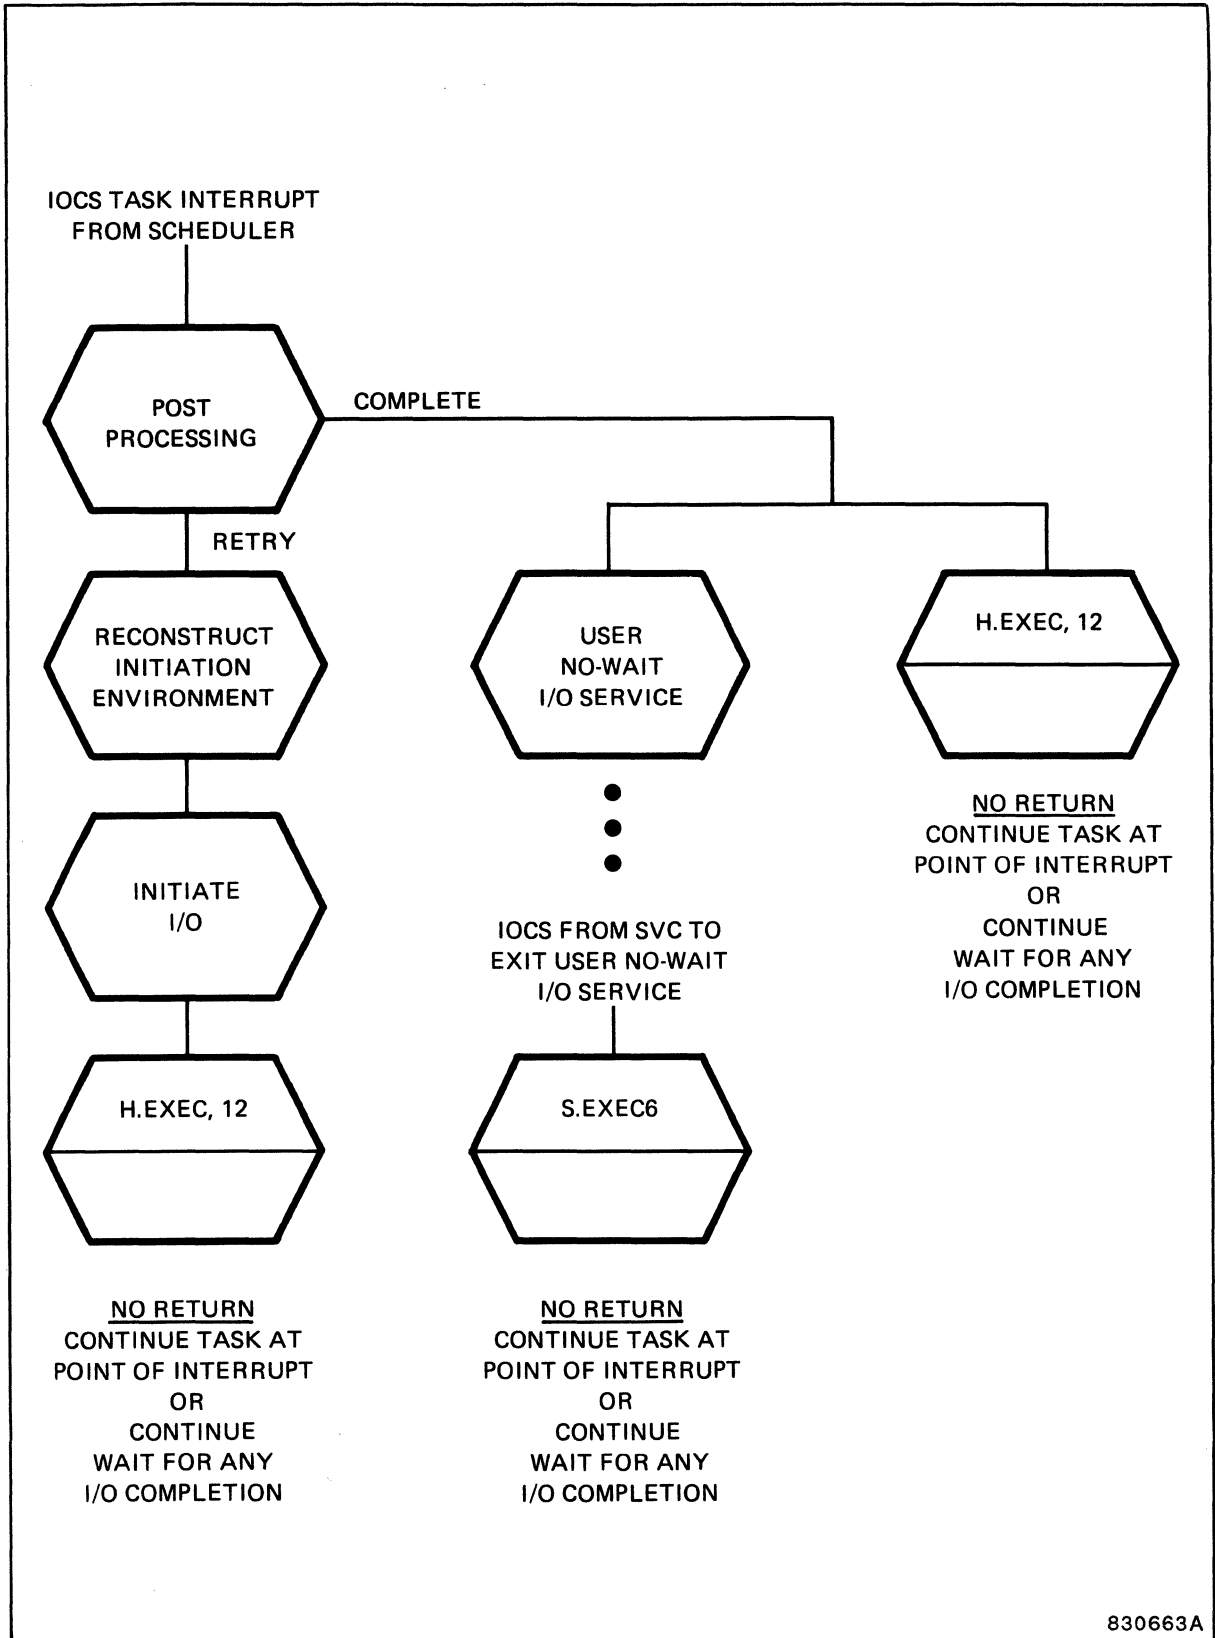 IOCS TASK INTERRUPT
FROM SCHEDULER
POST
PROCESSING
COMPLETE
RETRY
RECONSTRUCT
INITIATION
ENVIRONMENT
INITIATE
I/O
H.EXEC, 12
NO RETURN
CONTINUE TASK AT
POINT OF INTERRUPT
OR
CONTINUE
WAIT FOR ANY
I/O COMPLETION
USER
NO-WAIT
I/O SERVICE
IOCS FROM SVC TO
EXIT USER NO-WAIT
I/O SERVICE
S.EXEC6
NO RETURN
CONTINUE TASK AT
POINT OF INTERRUPT
OR
CONTINUE
WAIT FOR ANY
I/O COMPLETION
H.EXEC, 12
NO RETURN
CONTINUE TASK AT
POINT OF INTERRUPT
OR
CONTINUE
WAIT FOR ANY
I/O COMPLETION
830663A